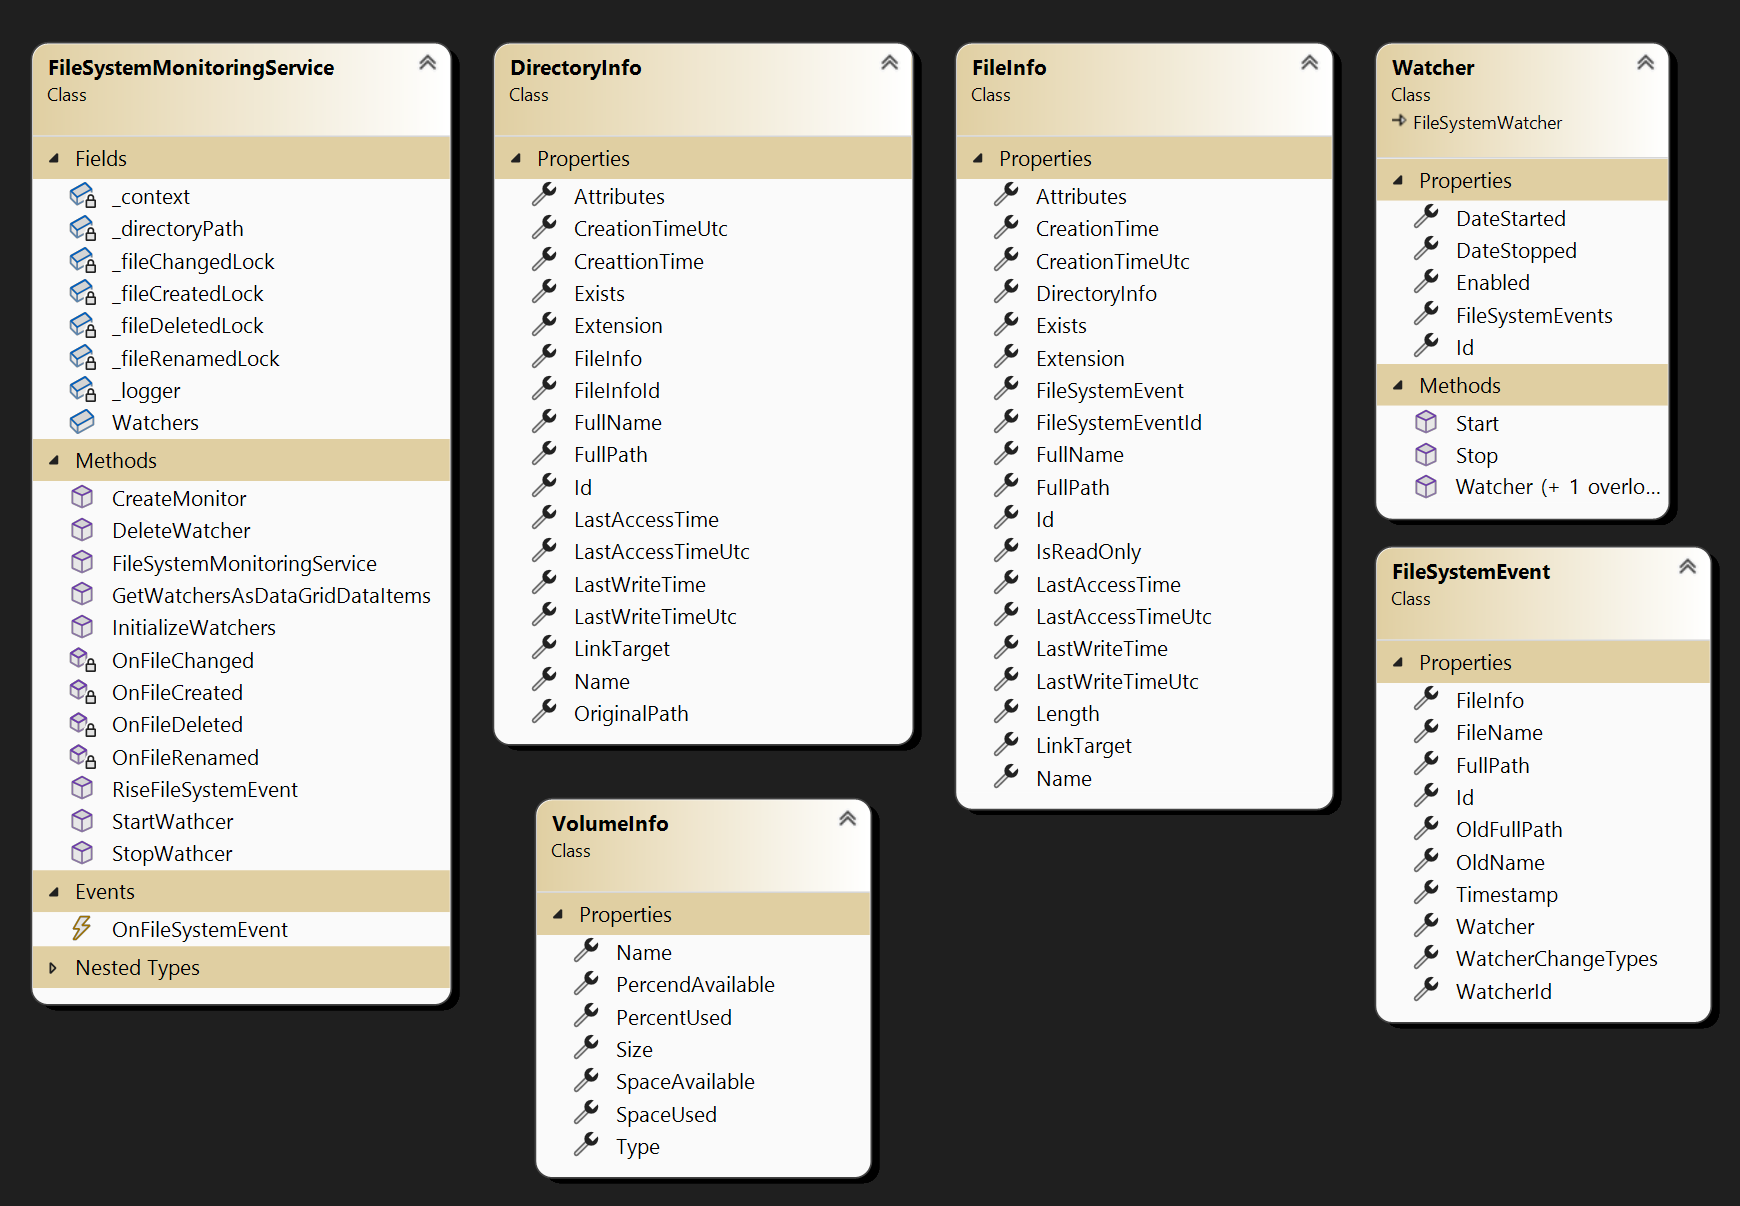 FileSystemMonitoringService
Class
Fields
_context
_directoryPath
_fileChangedLock
_fileCreatedLock
_fileDeletedLock
_fileRenamedLock
_logger
Watchers
Methods
CreateMonitor
DeleteWatcher
FileSystemMonitoringService
GetWatchersAsDataGridDataItems
InitializeWatchers
OnFileChanged
OnFileCreated
OnFileDeleted
OnFileRenamed
RiseFileSystemEvent
StartWathcer
StopWathcer
Events
OnFileSystemEvent
Nested Types
DirectoryInfo
Class
Properties
Attributes
CreationTimeUtc
CreattionTime
Exists
Extension
FileInfo
FileInfoId
FullName
FullPath
Id
LastAccessTime
LastAccessTimeUtc
LastWriteTime
LastWriteTimeUtc
LinkTarget
Name
OriginalPath
VolumeInfo
Class
Properties
Name
PercendAvailable
PercentUsed
Size
SpaceAvailable
SpaceUsed
Type
FileInfo
Class
Properties
Attributes
CreationTime
CreationTimeUtc
DirectoryInfo
Exists
Extension
FileSystemEvent
FileSystemEventId
FullName
FullPath
Id
IsReadOnly
LastAccessTime
LastAccessTimeUtc
LastWriteTime
LastWriteTimeUtc
Length
LinkTarget
Name
Watcher
Class
FileSystemWatcher
Properties
DateStarted
DateStopped
Enabled
FileSystemEvents
Id
Methods
Start
Stop
Watcher (+ 1 overlo...
FileSystemEvent
Class
Properties
FileInfo
FileName
FullPath
Id
OldFullPath
OldName
Timestamp
Watcher
WatcherChangeTypes
WatcherId